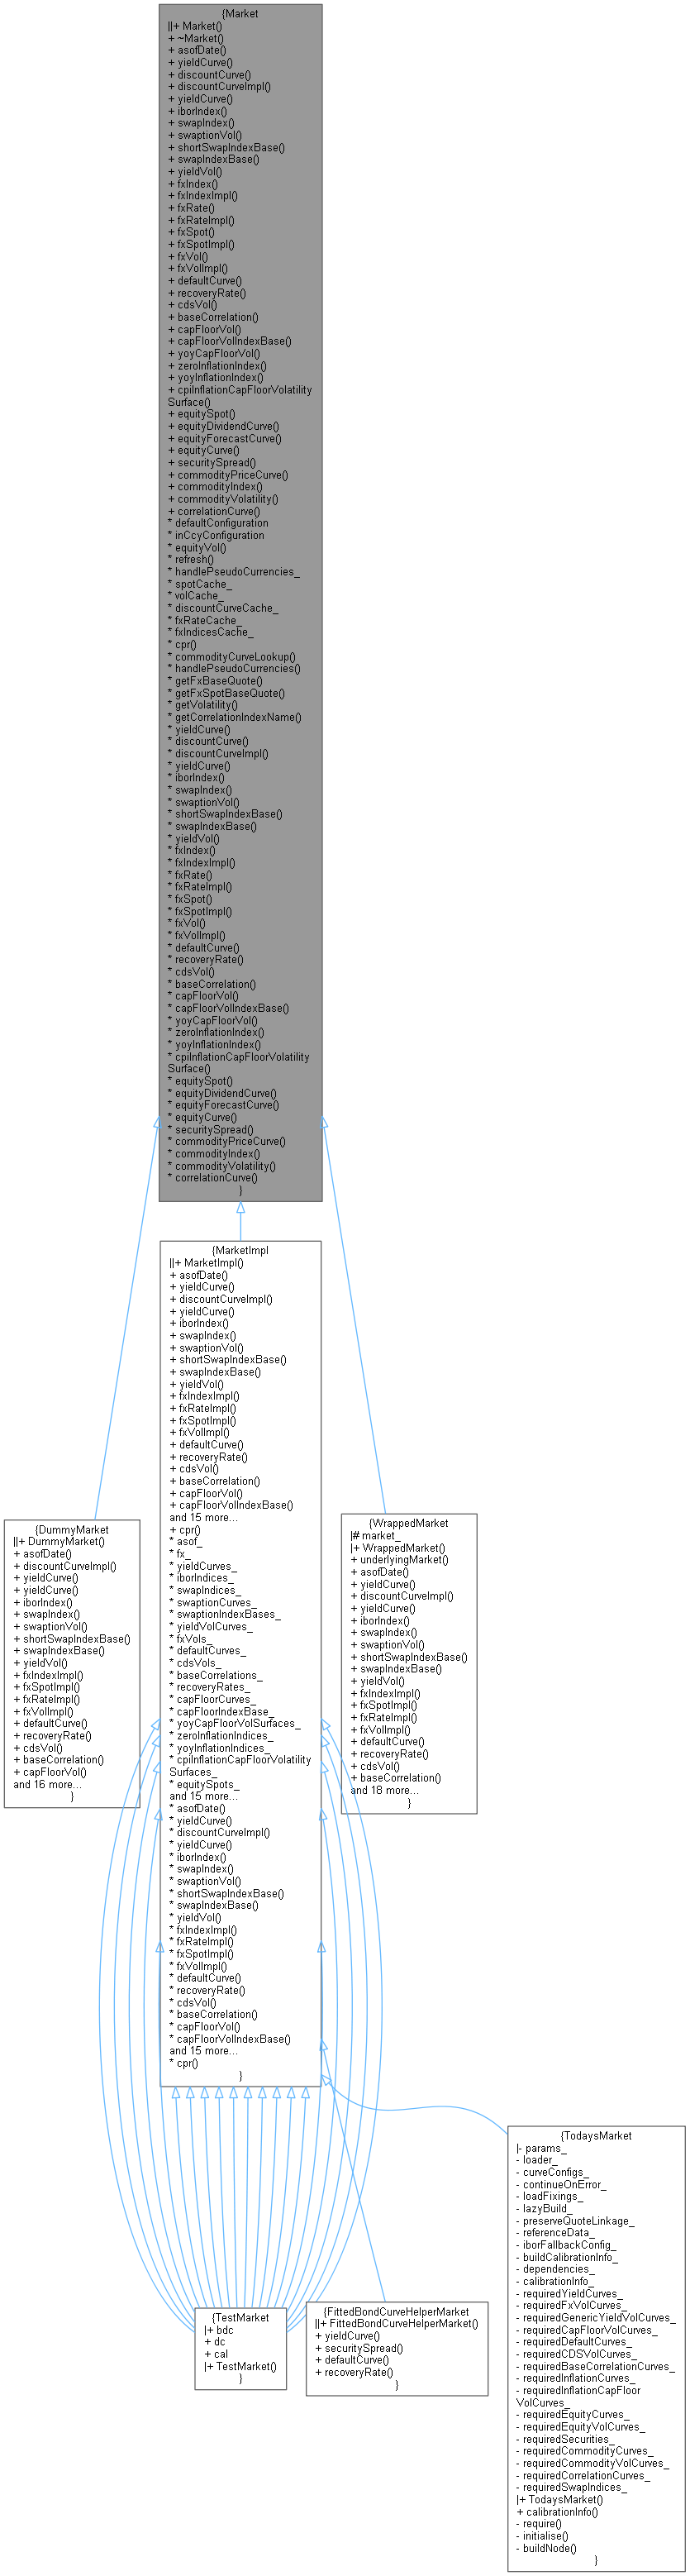 {Market
||+ Market()
+ ~Market()
+ asofDate()
+ yieldCurve()
+ discountCurve()
+ discountCurveImpl()
+ yieldCurve()
+ iborIndex()
+ swapIndex()
+ swaptionVol()
+ shortSwapIndexBase()
+ swapIndexBase()
+ yieldVol()
+ fxIndex()
+ fxIndexImpl()
+ fxRate()
+ fxRateImpl()
+ fxSpot()
+ fxSpotImpl()
+ fxVol()
+ fxVolImpl()
+ defaultCurve()
+ recoveryRate()
+ cdsVol()
+ baseCorrelation()
+ capFloorVol()
+ capFloorVolIndexBase()
+ yoyCapFloorVol()
+ zeroInflationIndex()
+ yoyInflationIndex()
+ cpiInflationCapFloorVolatility
Surface()
+ equitySpot()
+ equityDividendCurve()
+ equityForecastCurve()
+ equityCurve()
+ securitySpread()
+ commodityPriceCurve()
+ commodityIndex()
+ commodityVolatility()
+ correlationCurve()
* defaultConfiguration
* inCcyConfiguration
* equityVol()
* refresh()
* handlePseudoCurrencies_
* spotCache_
* volCache_
* discountCurveCache_
* fxRateCache_
* fxIndicesCache_
* cpr()
* commodityCurveLookup()
* handlePseudoCurrencies()
* getFxBaseQuote()
* getFxSpotBaseQuote()
* getVolatility()
* getCorrelationIndexName()
* yieldCurve()
* discountCurve()
* discountCurveImpl()
* yieldCurve()
* iborIndex()
* swapIndex()
* swaptionVol()
* shortSwapIndexBase()
* swapIndexBase()
* yieldVol()
* fxIndex()
* fxIndexImpl()
* fxRate()
* fxRateImpl()
* fxSpot()
* fxSpotImpl()
* fxVol()
* fxVolImpl()
* defaultCurve()
* recoveryRate()
* cdsVol()
* baseCorrelation()
* capFloorVol()
* capFloorVolIndexBase()
* yoyCapFloorVol()
* zeroInflationIndex()
* yoyInflationIndex()
* cpiInflationCapFloorVolatility
Surface()
* equitySpot()
* equityDividendCurve()
* equityForecastCurve()
* equityCurve()
* securitySpread()
* commodityPriceCurve()
* commodityIndex()
* commodityVolatility()
* correlationCurve()
}
{MarketImpl
||+ MarketImpl()
+ asofDate()
+ yieldCurve()
+ discountCurveImpl()
+ yieldCurve()
+ iborIndex()
+ swapIndex()
+ swaptionVol()
+ shortSwapIndexBase()
+ swapIndexBase()
+ yieldVol()
+ fxIndexImpl()
+ fxRateImpl()
+ fxSpotImpl()
+ fxVolImpl()
+ defaultCurve()
+ recoveryRate()
+ cdsVol()
+ baseCorrelation()
+ capFloorVol()
+ capFloorVolIndexBase()
and 15 more...
+ cpr()
* asof_
* fx_
* yieldCurves_
* iborIndices_
* swapIndices_
* swaptionCurves_
* swaptionIndexBases_
* yieldVolCurves_
* fxVols_
* defaultCurves_
* cdsVols_
* baseCorrelations_
* recoveryRates_
* capFloorCurves_
* capFloorIndexBase_
* yoyCapFloorVolSurfaces_
* zeroInflationIndices_
* yoyInflationIndices_
* cpiInflationCapFloorVolatility
Surfaces_
* equitySpots_
and 15 more...
* asofDate()
* yieldCurve()
* discountCurveImpl()
* yieldCurve()
* iborIndex()
* swapIndex()
* swaptionVol()
* shortSwapIndexBase()
* swapIndexBase()
* yieldVol()
* fxIndexImpl()
* fxRateImpl()
* fxSpotImpl()
* fxVolImpl()
* defaultCurve()
* recoveryRate()
* cdsVol()
* baseCorrelation()
* capFloorVol()
* capFloorVolIndexBase()
and 15 more...
* cpr()
}
{DummyMarket
||+ DummyMarket()
+ asofDate()
+ discountCurveImpl()
+ yieldCurve()
+ yieldCurve()
+ iborIndex()
+ swapIndex()
+ swaptionVol()
+ shortSwapIndexBase()
+ swapIndexBase()
+ yieldVol()
+ fxIndexImpl()
+ fxSpotImpl()
+ fxRateImpl()
+ fxVolImpl()
+ defaultCurve()
+ recoveryRate()
+ cdsVol()
+ baseCorrelation()
+ capFloorVol()
and 16 more...
}
{WrappedMarket
|# market_
|+ WrappedMarket()
+ underlyingMarket()
+ asofDate()
+ yieldCurve()
+ discountCurveImpl()
+ yieldCurve()
+ iborIndex()
+ swapIndex()
+ swaptionVol()
+ shortSwapIndexBase()
+ swapIndexBase()
+ yieldVol()
+ fxIndexImpl()
+ fxSpotImpl()
+ fxRateImpl()
+ fxVolImpl()
+ defaultCurve()
+ recoveryRate()
+ cdsVol()
+ baseCorrelation()
and 18 more...
}
{TestMarket
|+ bdc
+ dc
+ cal
|+ TestMarket()
}
{FittedBondCurveHelperMarket
||+ FittedBondCurveHelperMarket()
+ yieldCurve()
+ securitySpread()
+ defaultCurve()
+ recoveryRate()
}
{TodaysMarket
|- params_
- loader_
- curveConfigs_
- continueOnError_
- loadFixings_
- lazyBuild_
- preserveQuoteLinkage_
- referenceData_
- iborFallbackConfig_
- buildCalibrationInfo_
- dependencies_
- calibrationInfo_
- requiredYieldCurves_
- requiredFxVolCurves_
- requiredGenericYieldVolCurves_
- requiredCapFloorVolCurves_
- requiredDefaultCurves_
- requiredCDSVolCurves_
- requiredBaseCorrelationCurves_
- requiredInflationCurves_
- requiredInflationCapFloor
VolCurves_
- requiredEquityCurves_
- requiredEquityVolCurves_
- requiredSecurities_
- requiredCommodityCurves_
- requiredCommodityVolCurves_
- requiredCorrelationCurves_
- requiredSwapIndices_
|+ TodaysMarket()
+ calibrationInfo()
- require()
- initialise()
- buildNode()
}